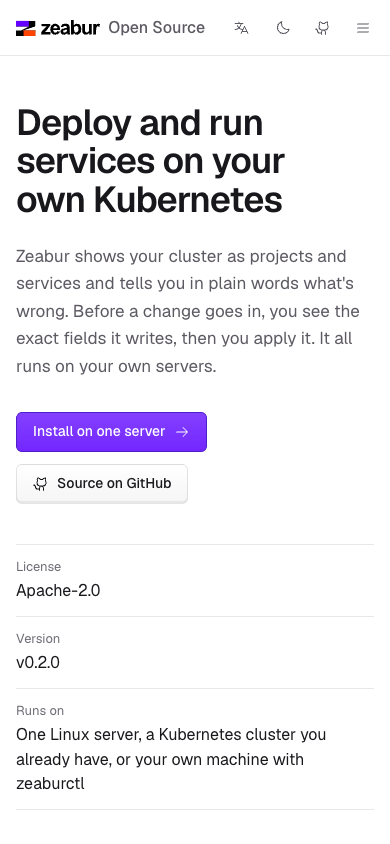 zeabur Open Source
Deploy and run
services on your
own Kubernetes
Zeabur shows your cluster as projects and
services and tells you in plain words what's
wrong. Before a change goes in, you see the
exact fields it writes, then you apply it. It all
runs on your own servers.
Install on one server
Source on GitHub
License
Apache-2.0
Version
v0.2.0
Runs on
One Linux server, a Kubernetes cluster you
already have, or your own machine with
zeaburctl